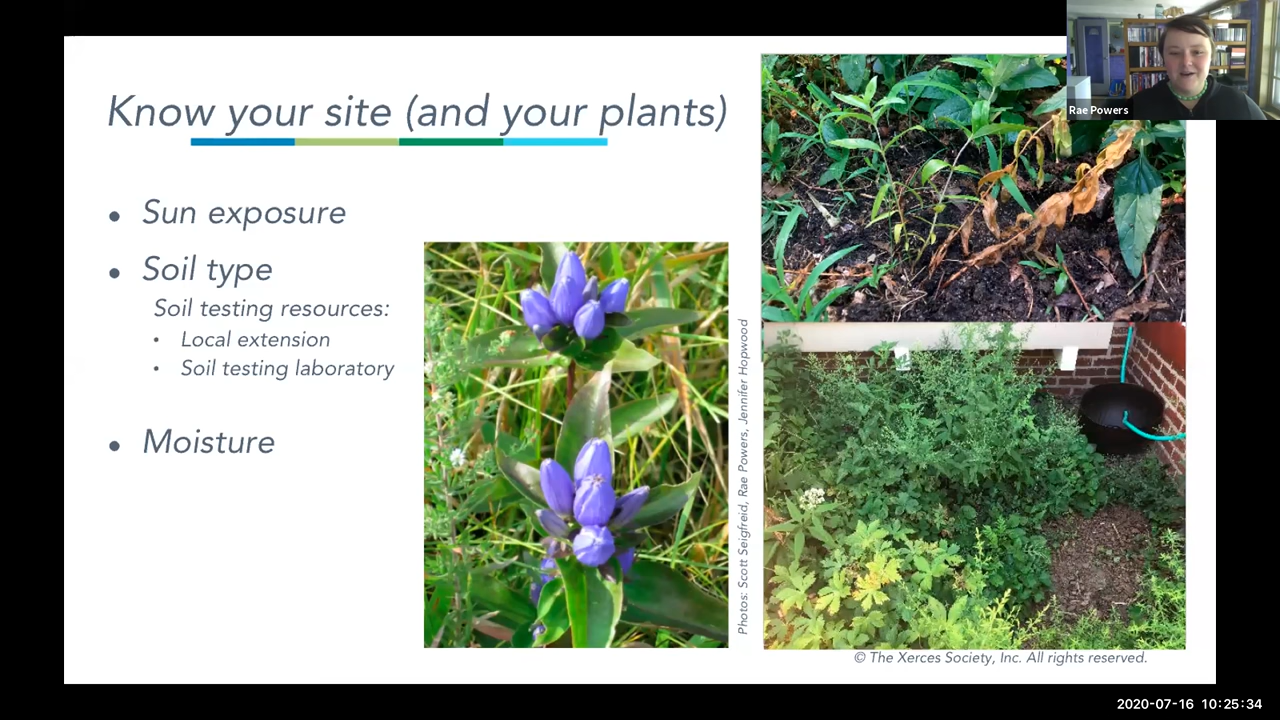 Rae Powers
Know your site (and your plants)
• Sun exposure
• Soil type
Soil testing resources:
• Local extension
• Soil testing laboratory
• Moisture
Photos: Scott Seigfreid, Rae Powers, Jennifer Hopwood
© The Xerces Society, Inc. All rights reserved.
2020-07-16 10:25:34